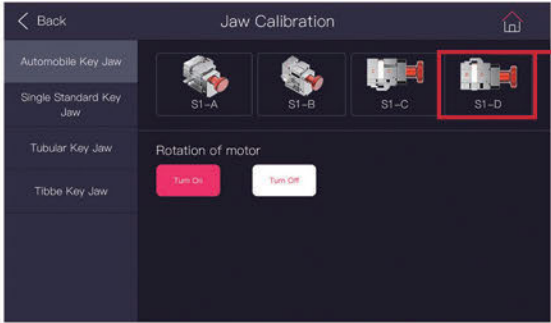 Back
Jaw Calibration
Automobile Key Jaw
Single Standard Key
Jaw
Tubular Key Jaw
Tibbe Key Jaw
S1-A
S1-B
S1-C
S1-D
Rotation of motor
Turn On
Turn Off